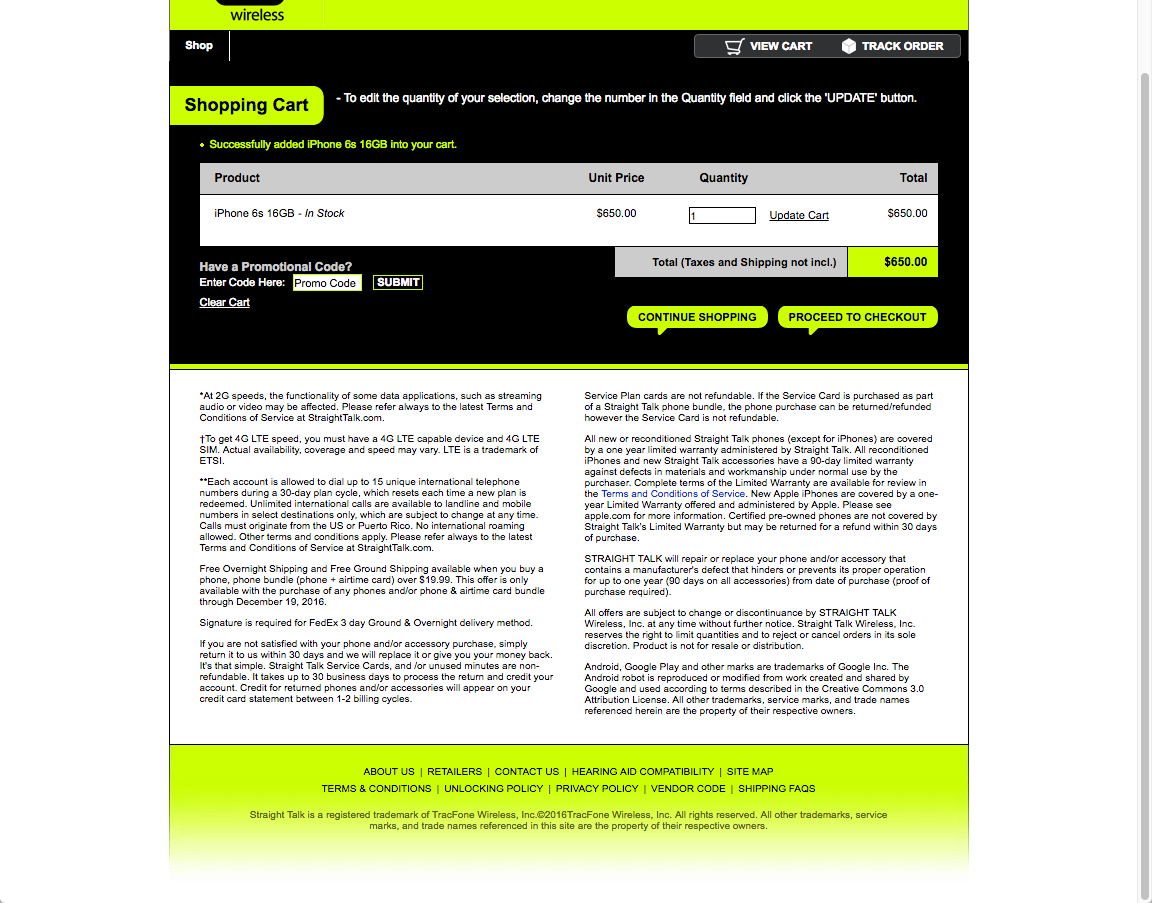 wireless
Shop
VIEW CART
TRACK ORDER
Shopping Cart
- To edit the quantity of your selection, change the number in the Quantity field and click the 'UPDATE' button.
Successfully added iPhone 6s 16GB into your cart.
Product Unit Price Quantity Total
iPhone 6s 16GB - In Stock $650.00 1 Update Cart $650.00
Total (Taxes and Shipping not incl.) $650.00
Have a Promotional Code?
Enter Code Here: Promo Code SUBMIT
Clear Cart
CONTINUE SHOPPING PROCEED TO CHECKOUT
*At 2G speeds, the functionality of some data applications, such as streaming
audio or video may be affected. Please refer always to the latest Terms and
Conditions of Service at StraightTalk.com.
†To get 4G LTE speed, you must have a 4G LTE capable device and 4G LTE
SIM. Actual availability, coverage and speed may vary. LTE is a trademark of
ETSI.
**Each account is allowed to dial up to 15 unique international telephone
numbers during a 30-day plan cycle, which resets each time a new plan is
redeemed. Unlimited international calls are available to landline and mobile
numbers in select destinations only, which are subject to change at any time.
Calls must originate from the US or Puerto Rico. No international roaming
allowed. Other terms and conditions apply. Please refer always to the latest
Terms and Conditions of Service at StraightTalk.com.
Free Overnight Shipping and Free Ground Shipping available when you buy a
phone, phone bundle (phone + airtime card) over $19.99. This offer is only
available with the purchase of any phones and/or phone & airtime card bundle
through December 19, 2016.
Signature is required for FedEx 3 day Ground & Overnight delivery method.
If you are not satisfied with your phone and/or accessory purchase, simply
return it to us within 30 days and we will replace it or give you your money back.
It's that simple. Straight Talk Service Cards, and /or unused minutes are non-
refundable. It takes up to 30 business days to process the return and credit your
account. Credit for returned phones and/or accessories will appear on your
credit card statement between 1-2 billing cycles.
Service Plan cards are not refundable. If the Service Card is purchased as part
of a Straight Talk phone bundle, the phone purchase can be returned/refunded
however the Service Card is not refundable.
All new or reconditioned Straight Talk phones (except for iPhones) are covered
by a one year limited warranty administered by Straight Talk. All reconditioned
iPhones and new Straight Talk accessories have a 90-day limited warranty
against defects in materials and workmanship under normal use by the
purchaser. Complete terms of the Limited Warranty are available for review in
the Terms and Conditions of Service. New Apple iPhones are covered by a one-
year Limited Warranty offered and administered by Apple. Please see
apple.com for more information. Certified pre-owned phones are not covered by
Straight Talk's Limited Warranty but may be returned for a refund within 30 days
of purchase.
STRAIGHT TALK will repair or replace your phone and/or accessory that
contains a manufacturer's defect that hinders or prevents its proper operation
for up to one year (90 days on all accessories) from date of purchase (proof of
purchase required).
All offers are subject to change or discontinuance by STRAIGHT TALK
Wireless, Inc. at any time without further notice. Straight Talk Wireless, Inc.
reserves the right to limit quantities and to reject or cancel orders in its sole
discretion. Product is not for resale or distribution.
Android, Google Play and other marks are trademarks of Google Inc. The
Android robot is reproduced or modified from work created and shared by
Google and used according to terms described in the Creative Commons 3.0
Attribution License. All other trademarks, service marks, and trade names
referenced herein are the property of their respective owners.
ABOUT US | RETAILERS | CONTACT US | HEARING AID COMPATIBILITY | SITE MAP
TERMS & CONDITIONS | UNLOCKING POLICY | PRIVACY POLICY | VENDOR CODE | SHIPPING FAQS
Straight Talk is a registered trademark of TracFone Wireless, Inc.©2016TracFone Wireless, Inc. All rights reserved. All other trademarks, service
marks, and trade names referenced in this site are the property of their respective owners.